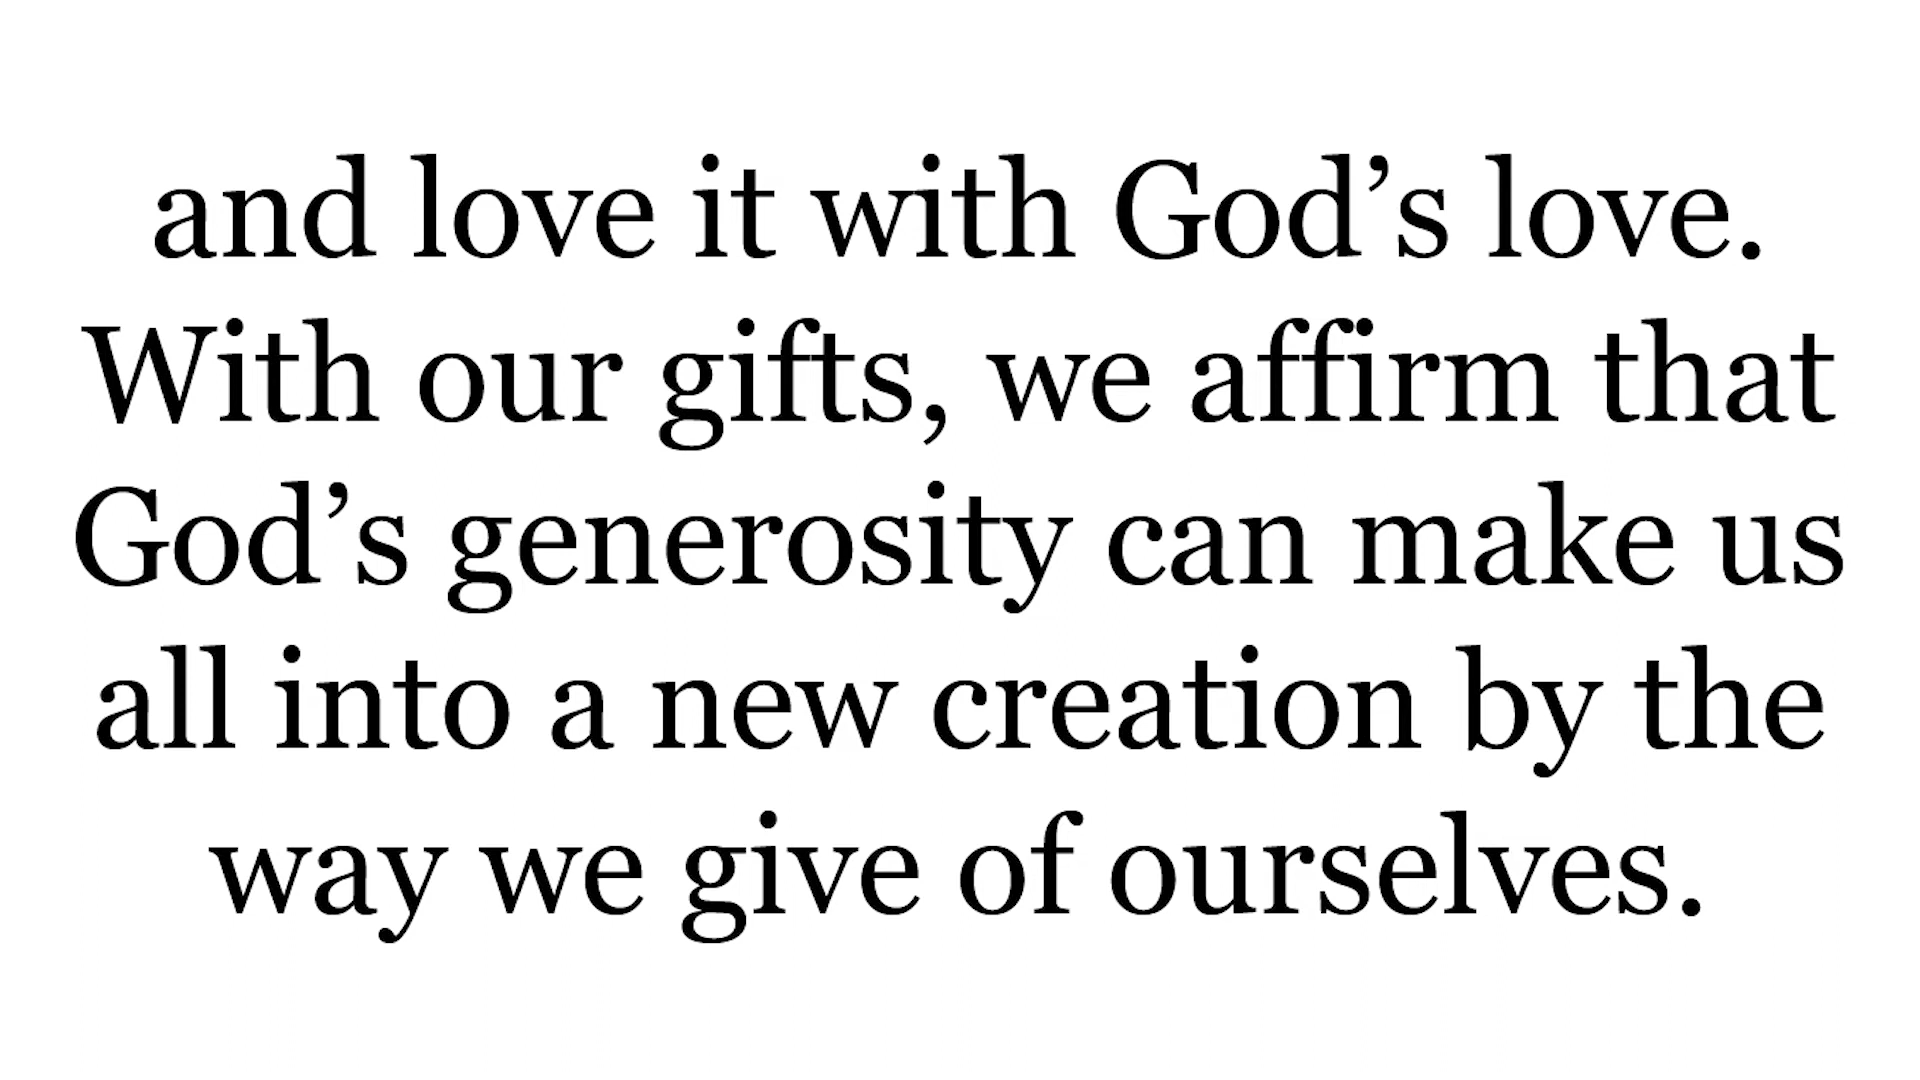 and love it with God’s love.
With our gifts, we affirm that
God’s generosity can make us
all into a new creation by the
way we give of ourselves.